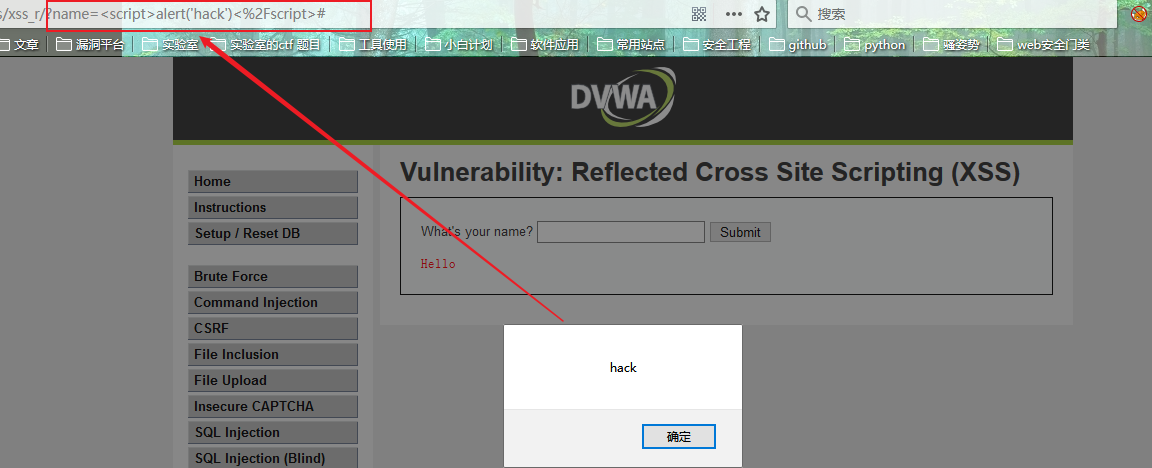 s/xss_r/?name=<script>alert('hack')<%2Fscript>#
搜索
文章 漏洞平台 实验室 实验室的ctf 题目 工具使用 小白计划 软件应用 常用站点 安全工程 github python 骚姿势 web安全门类
DVWA
Vulnerability: Reflected Cross Site Scripting (XSS)
Home
Instructions
Setup / Reset DB
What's your name?
Submit
Hello
Brute Force
Command Injection
CSRF
File Inclusion
File Upload
Insecure CAPTCHA
SQL Injection
SQL Injection (Blind)
hack
确定